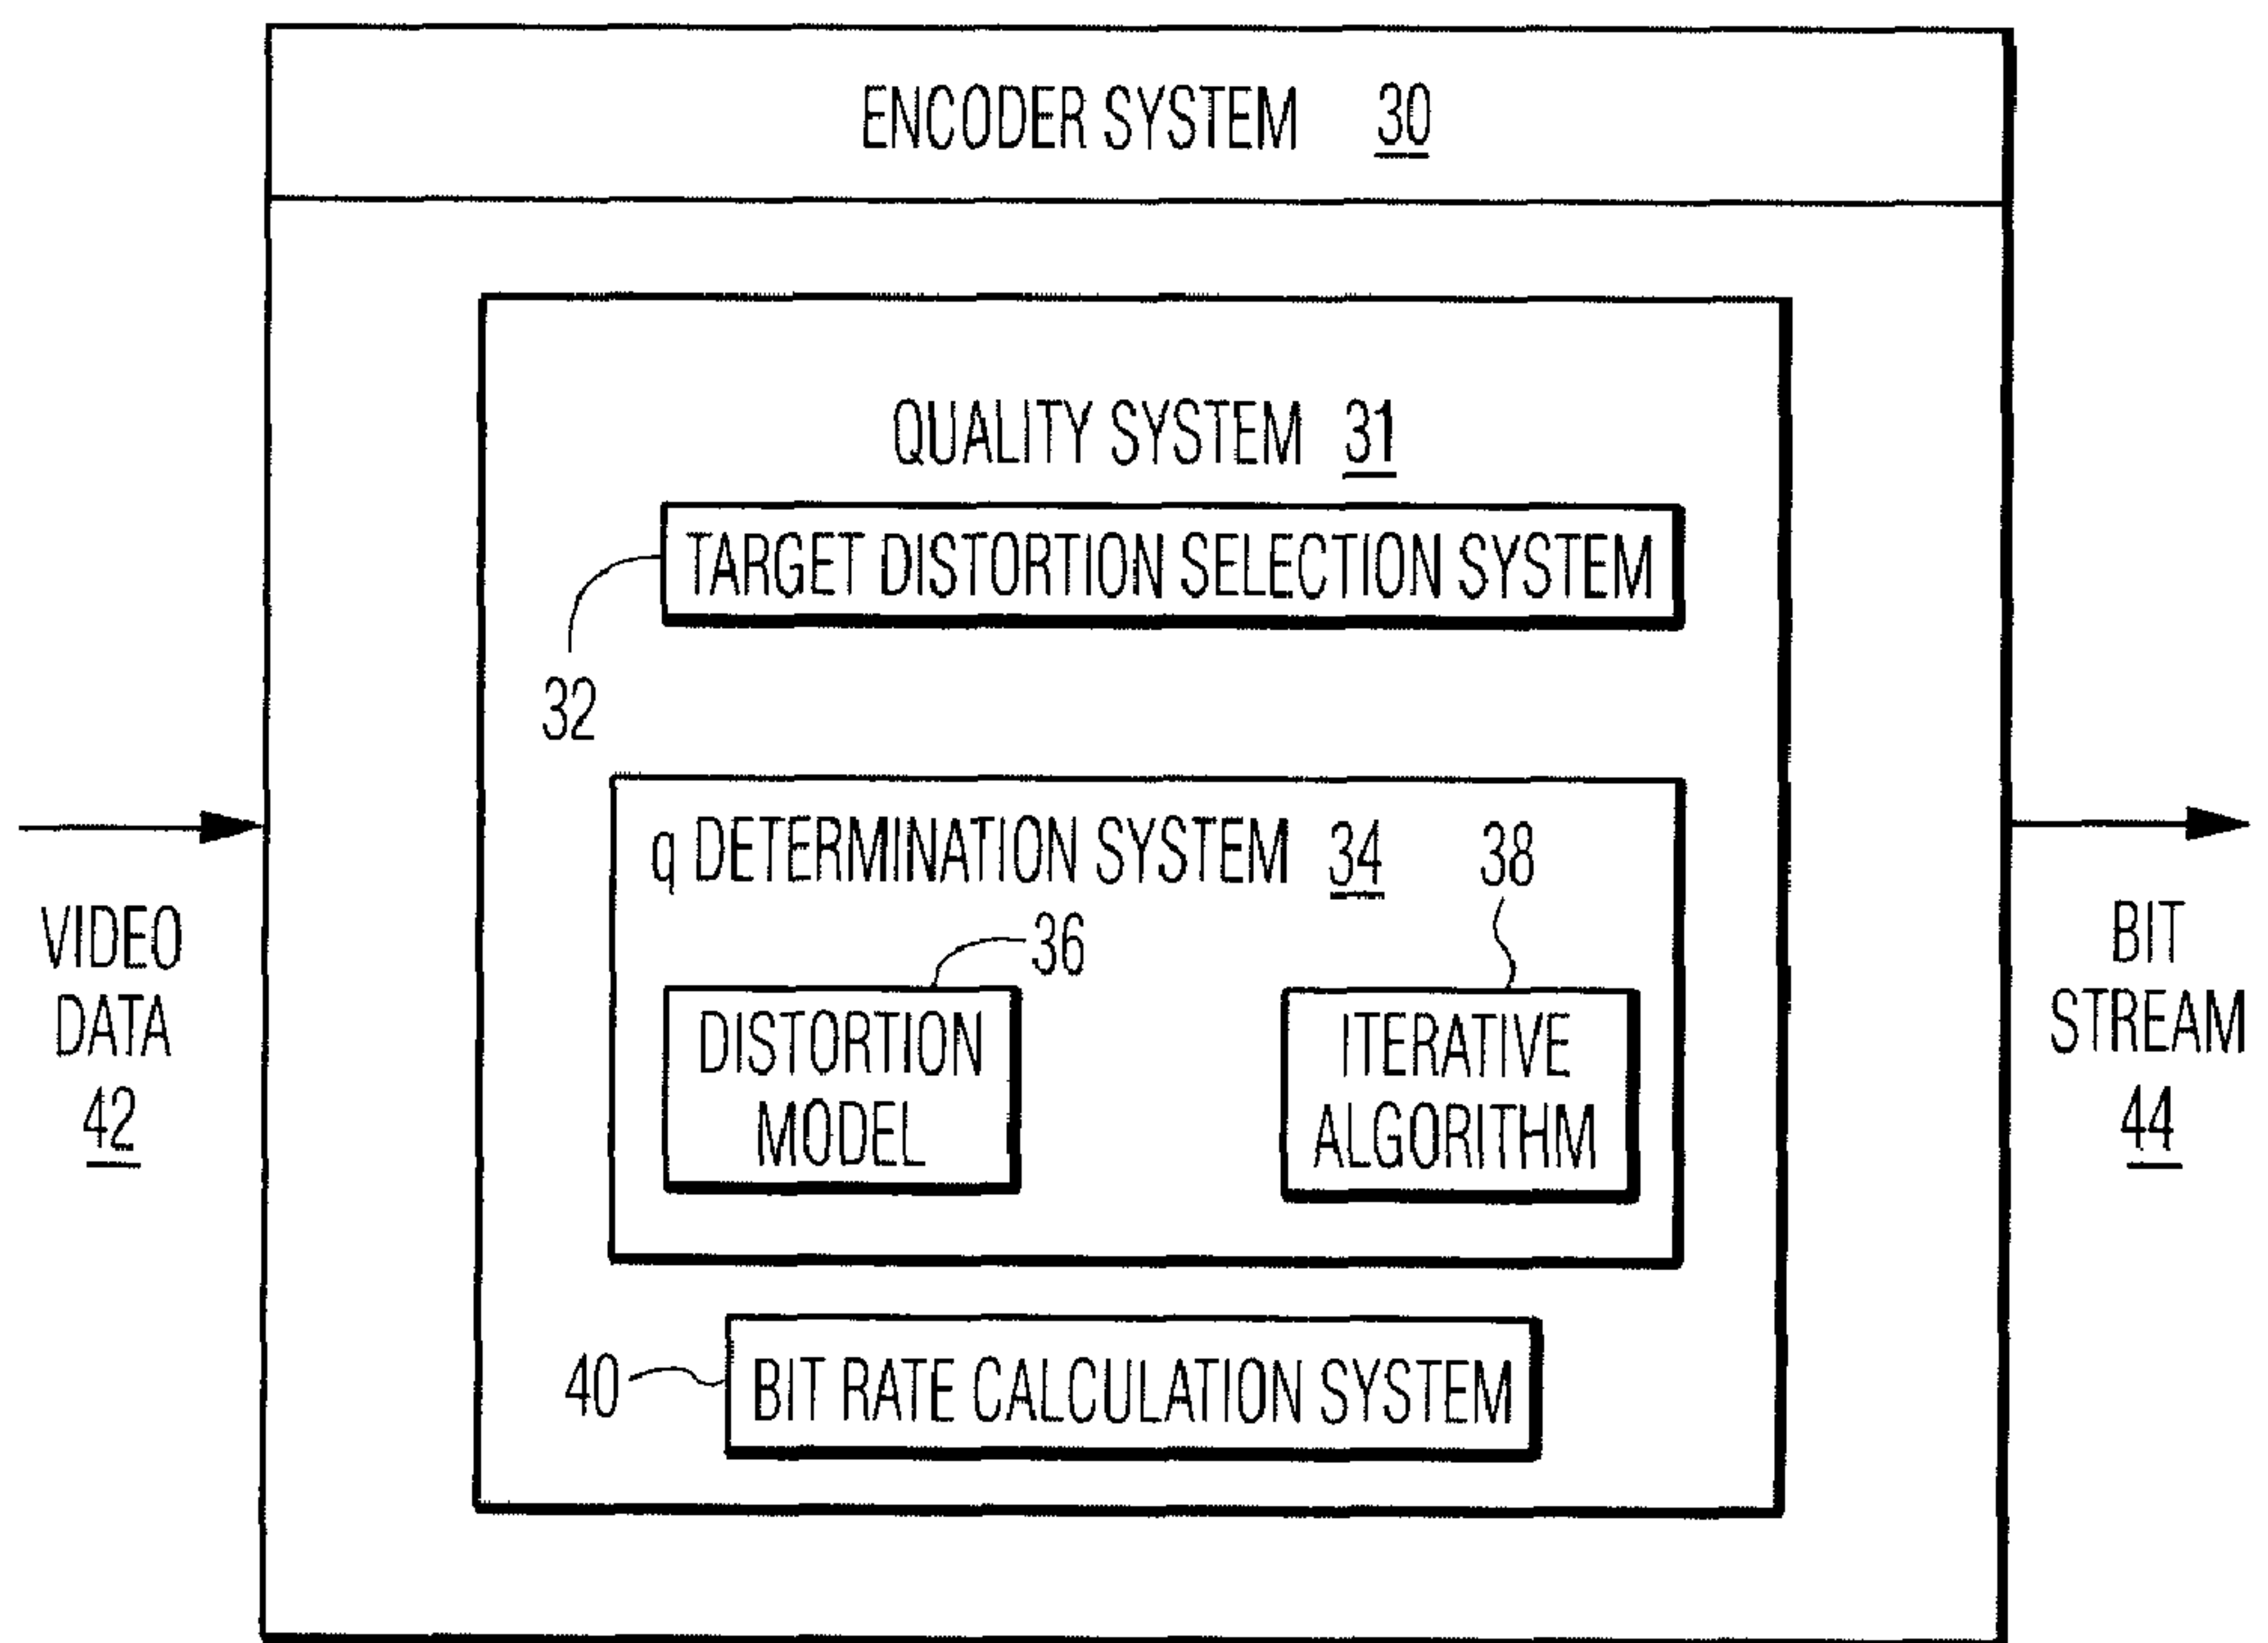 ENCODER SYSTEM 30
QUALITY SYSTEM 31
TARGET DISTORTION SELECTION SYSTEM
32
q DETERMINATION SYSTEM 34
38
36
DISTORTION
MODEL
ITERATIVE
ALGORITHM
40
BIT RATE CALCULATION SYSTEM
VIDEO
DATA
42
BIT
STREAM
44